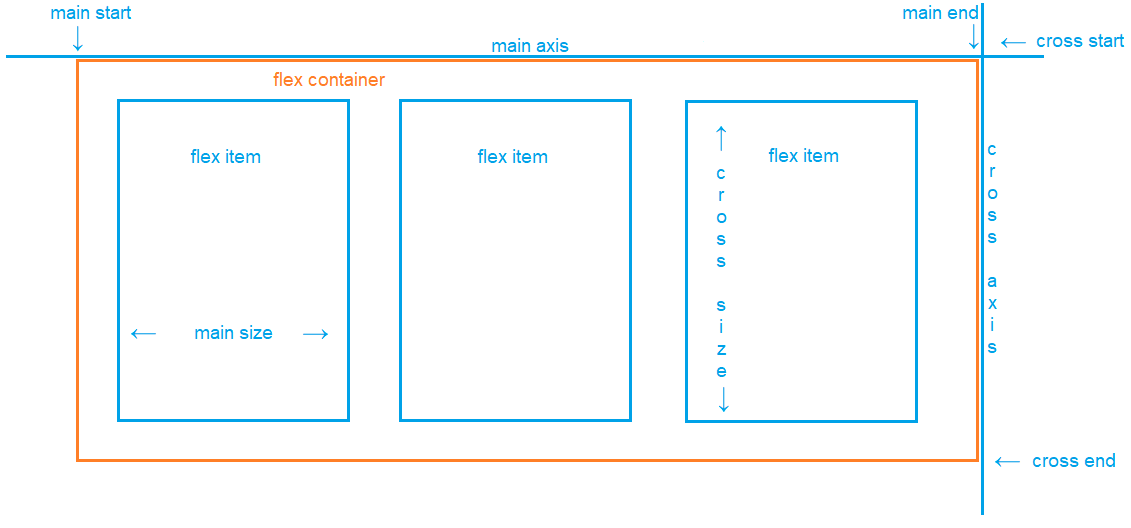 main start
main end
main axis
cross start
flex container
flex item
flex item
flex item
cross size
cross axis
main size
cross end